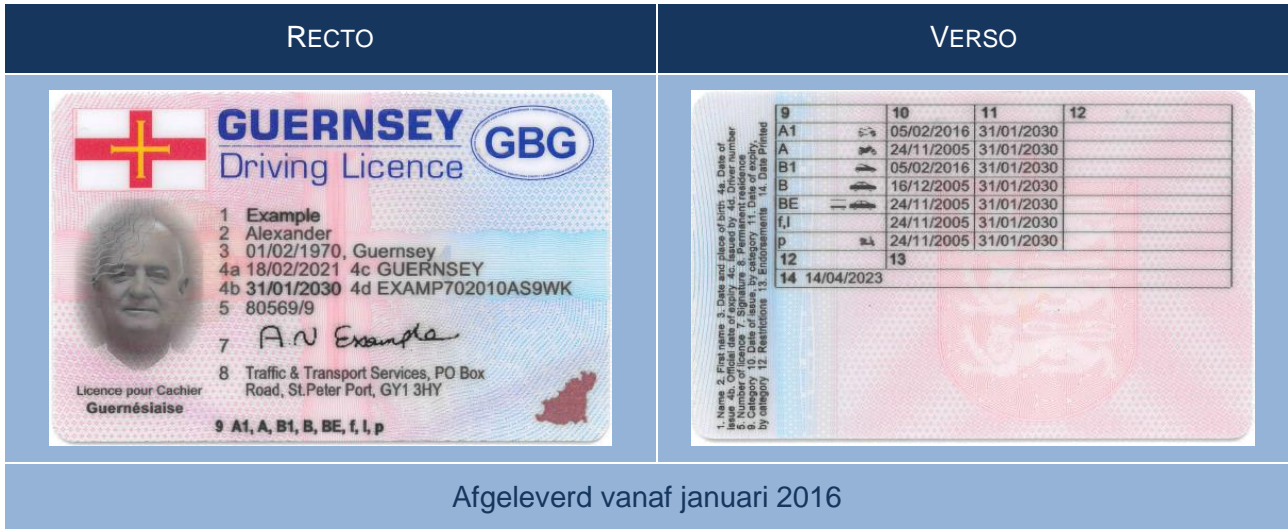 RECTO
VERSO
GUERNSEY
Driving Licence
GBG
1 Example
2 Alexander
3 01/02/1970, Guernsey
4a 18/02/2021 4c GUERNSEY
4b 31/01/2030 4d EXAMP702010AS9WK
5 80569/9
7 A.N Example
8 Traffic & Transport Services, PO Box
Road, St.Peter Port, GY1 3HY
Licence pour Cachier
Guernésiaise
9 A1, A, B1, B, BE, f, l, p
1. Name 2. First name 3. Date and place of birth 4a. Date of
issue 4b. Official date of expiry 4c. Issued by 4d. Driver number
5. Number of licence 7. Signature 8. Permanent residence
9. Category 10. Date of issue, by category 11. Date of expiry,
by category 12. Restrictions 13. Endorsements 14. Date Printed
9 10 11 12
A1 05/02/2016 31/01/2030
A 24/11/2005 31/01/2030
B1 05/02/2016 31/01/2030
B 16/12/2005 31/01/2030
BE 24/11/2005 31/01/2030
f,l 24/11/2005 31/01/2030
p 24/11/2005 31/01/2030
12 13
14 14/04/2023
Afgeleverd vanaf januari 2016